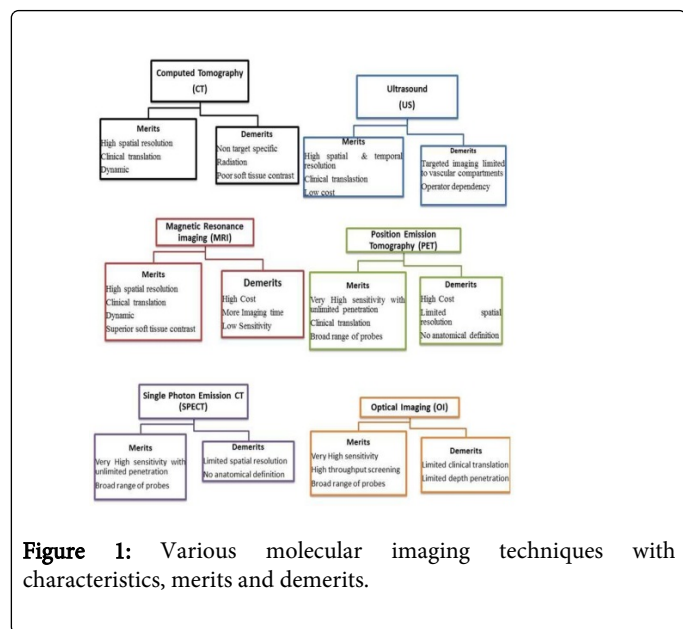 Computed Tomography
(CT)
Merits
High spatial resolution
Clinical translation
Dynamic
Demerits
Non target specific
Radiation
Poor soft tissue contrast
Ultrasound
(US)
Merits
High spatial & temporal
resolution
Clinical translastion
Low cost
Demerits
Targeted imaging limited
to vascular compartments
Operator dependency
Magnetic Resonance
imaging (MRI)
Merits
High spatial resolution
Clinical translation
Dynamic
Superior soft tissue contrast
Demerits
High Cost
More Imaging time
Low Sensitivity
Position Emission
Tomography (PET)
Merits
Very High sensitivity with
unlimited penetration
Clinical translation
Broad range of probes
Demerits
High Cost
Limited spatial
resolution
No anatomical definition
Single Photon Emission CT
(SPECT)
Merits
Very High sensitivity with
unlimited penetration
Broad range of probes
Demerits
Limited spatial resolution
No anatomical definition
Optical Imaging (OI)
Merits
Very High sensitivity
High throughput screening
Broad range of probes
Demerits
Limited clinical translation
Limited depth penetration
Figure 1: Various molecular imaging techniques with
characteristics, merits and demerits.